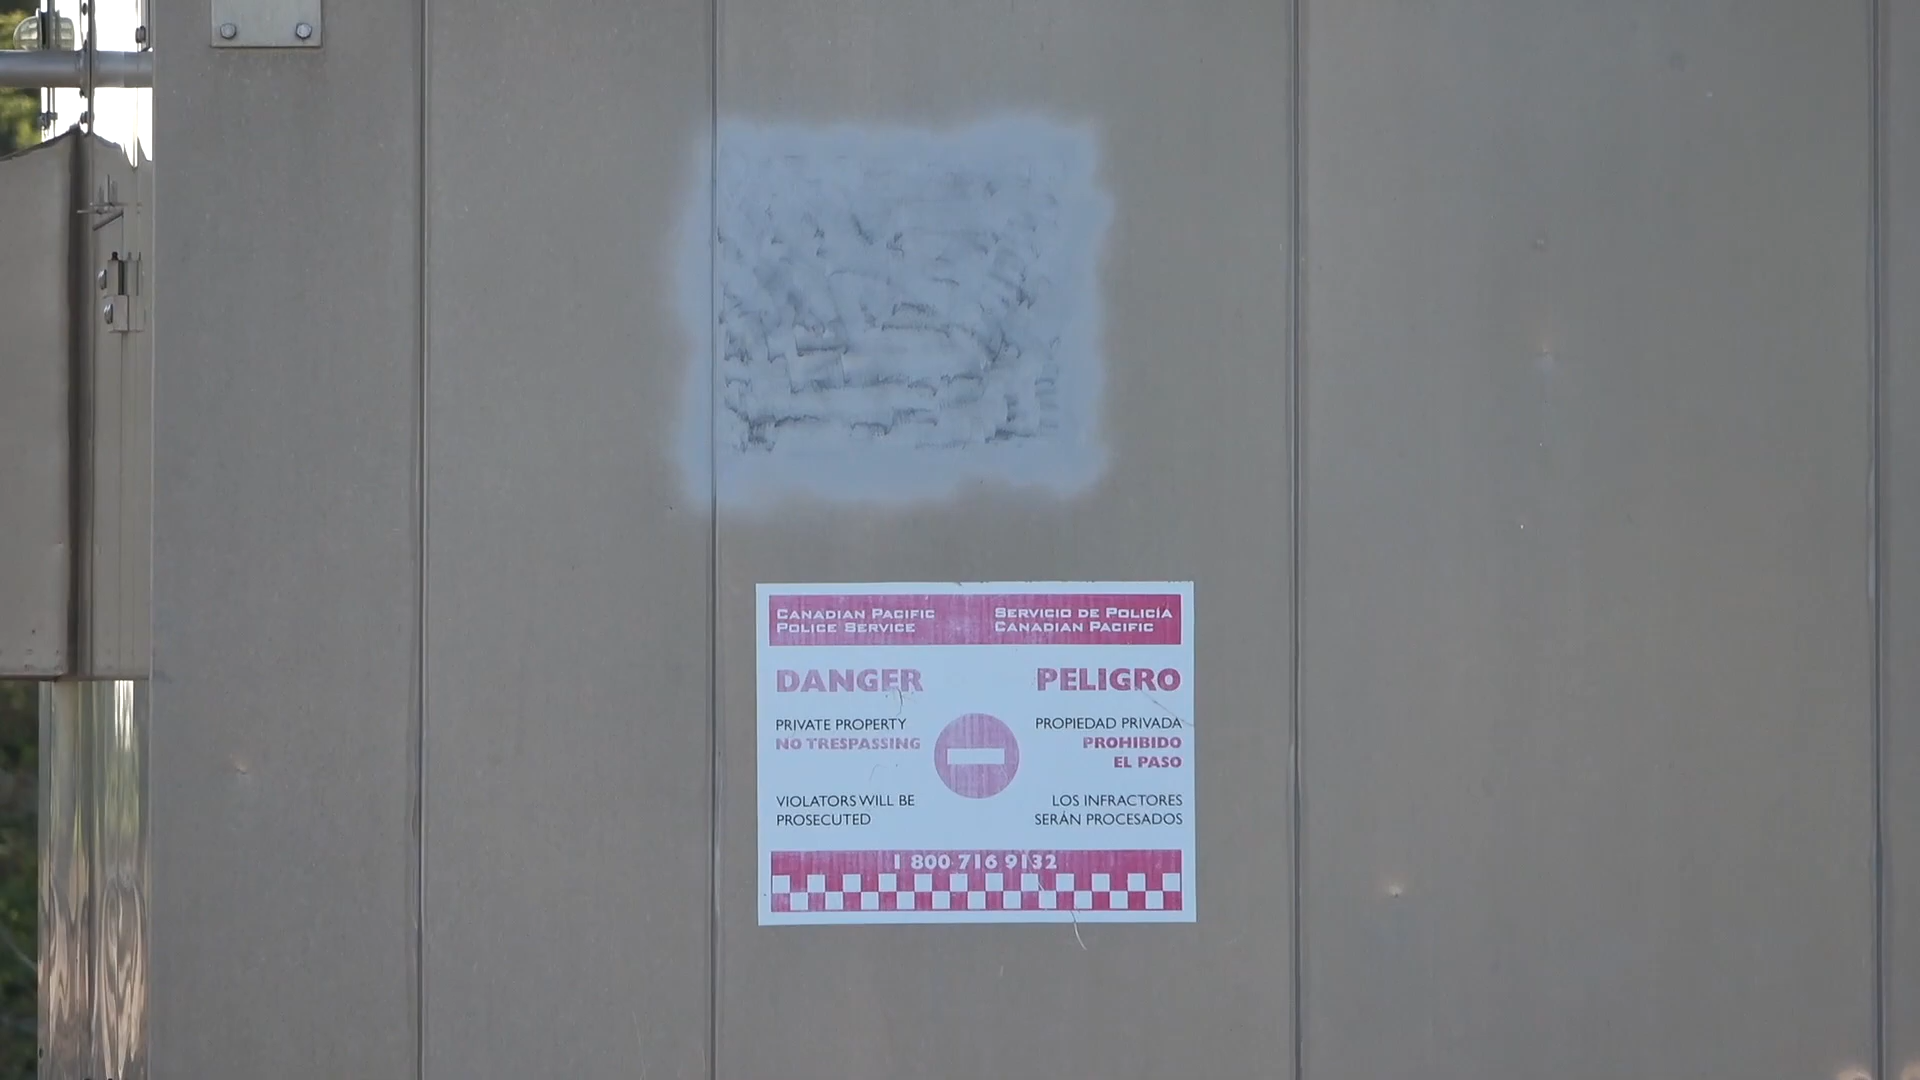 CANADIAN PACIFIC
POLICE SERVICE
SERVICIO DE POLICÍA
CANADIAN PACIFIC
DANGER
PELIGRO
PRIVATE PROPERTY
NO TRESPASSING
PROPIEDAD PRIVADA
PROHIBIDO
EL PASO
VIOLATORS WILL BE
PROSECUTED
LOS INFRACTORES
SERÁN PROCESADOS
1 800 716 9132